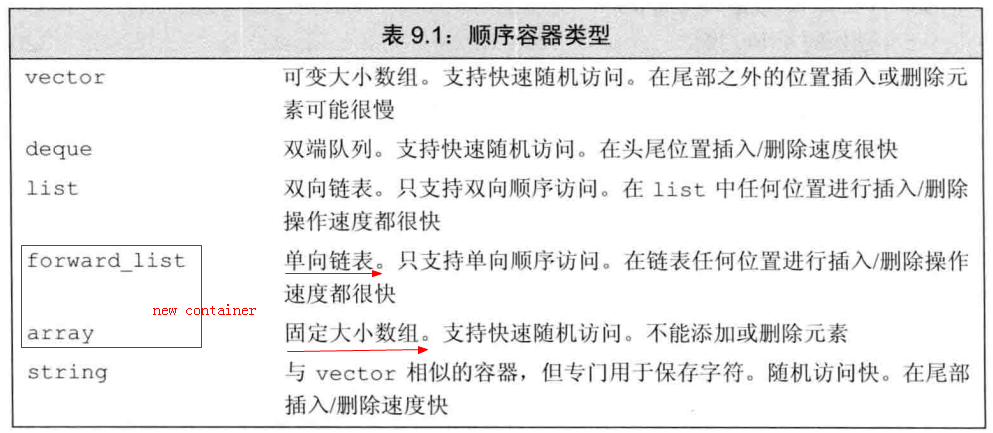 表 9.1：顺序容器类型
vector 可变大小数组。支持快速随机访问。在尾部之外的位置插入或删除元
素可能很慢
deque 双端队列。支持快速随机访问。在头尾位置插入/删除速度很快
list 双向链表。只支持双向顺序访问。在 list 中任何位置进行插入/删除
操作速度都很快
forward_list 单向链表。只支持单向顺序访问。在链表任何位置进行插入/删除操作
速度都很快
new container
array 固定大小数组。支持快速随机访问。不能添加或删除元素
string 与 vector 相似的容器，但专门用于保存字符。随机访问快。在尾部
插入/删除速度快